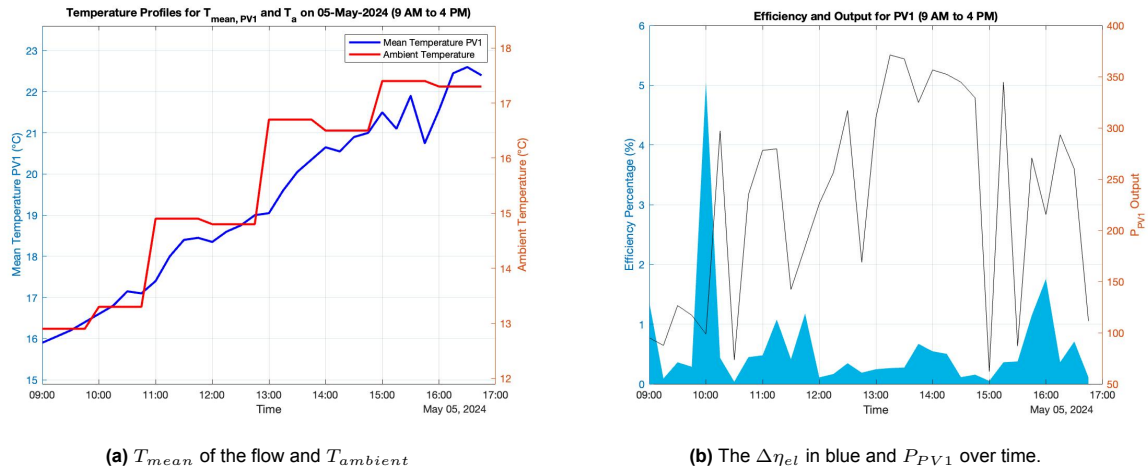 Temperature Profiles for T_mean, PV1 and T_a on 05-May-2024 (9 AM to 4 PM)
Mean Temperature PV1
Ambient Temperature
Mean Temperature PV1 (°C)
23
22
21
20
19
18
17
16
15
Ambient Temperature (°C)
18
17
16
15
14
13
12
09:00 10:00 11:00 12:00 13:00 14:00 15:00 16:00 17:00
Time
May 05, 2024
(a) T_mean of the flow and T_ambient
Efficiency and Output for PV1 (9 AM to 4 PM)
Efficiency Percentage (%)
6
5
4
3
2
1
0
P_PV1 Output
400
350
300
250
200
150
100
50
09:00 10:00 11:00 12:00 13:00 14:00 15:00 16:00 17:00
Time
May 05, 2024
(b) The Δη_el in blue and P_PV1 over time.